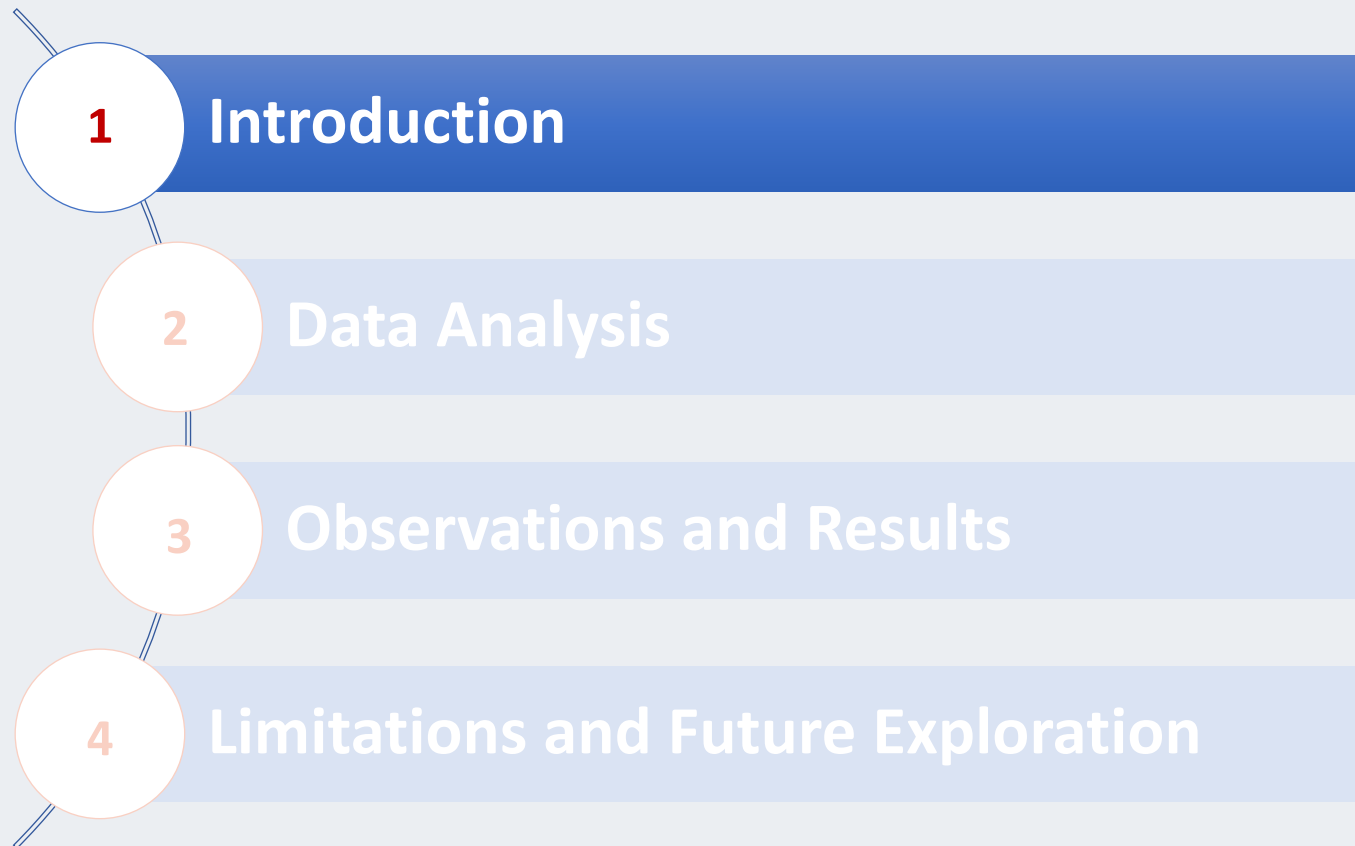 1 Introduction
2 Data Analysis
3 Observations and Results
4 Limitations and Future Exploration